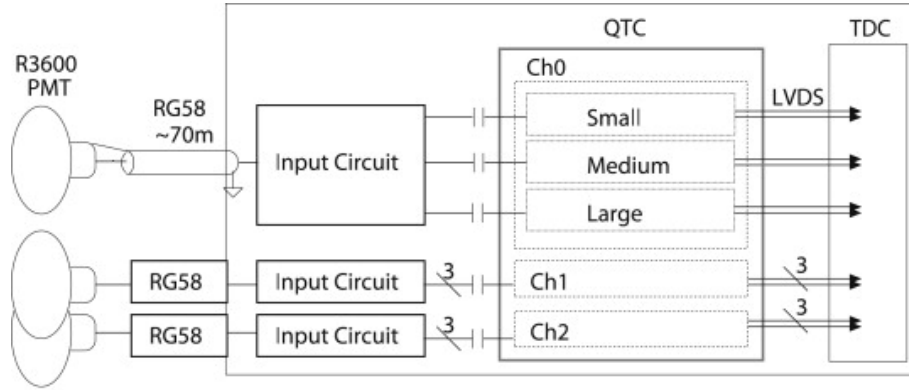 QTC
TDC
R3600
PMT
RG58
~70m
Ch0
LVDS
Input Circuit
Small
Medium
Large
RG58
Input Circuit
3
Ch1
3
RG58
Input Circuit
3
Ch2
3